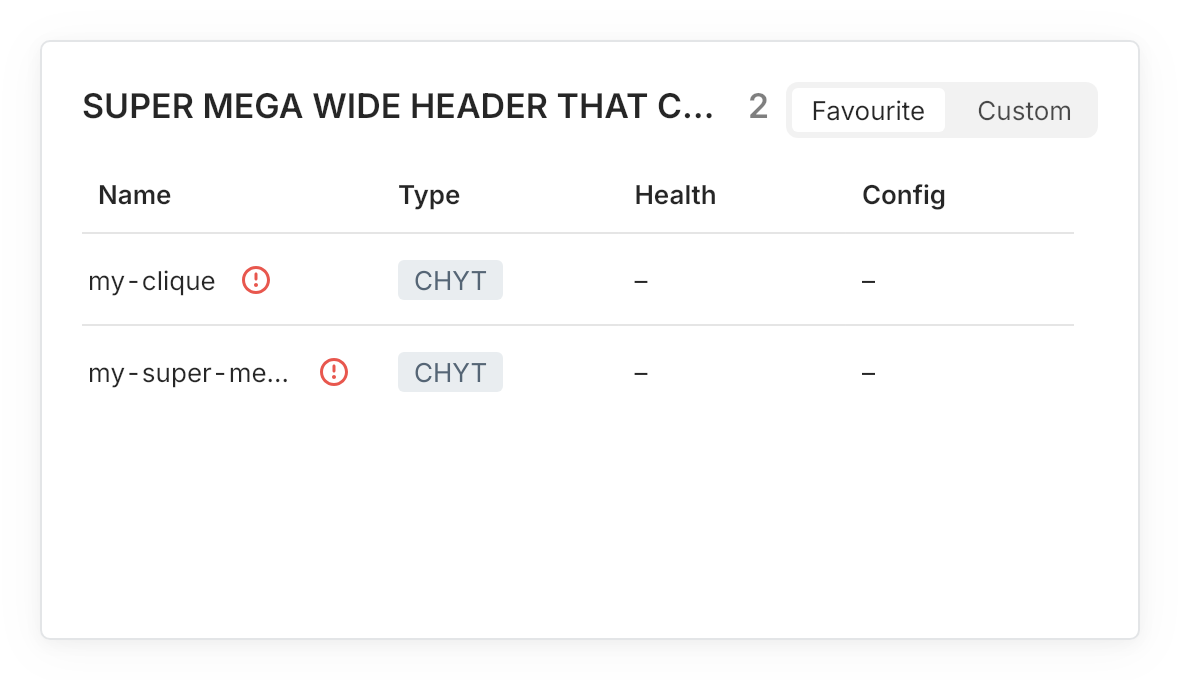 SUPER MEGA WIDE HEADER THAT C... 2 Favourite Custom
Name Type Health Config
my-clique CHYT – –
my-super-me... CHYT – –